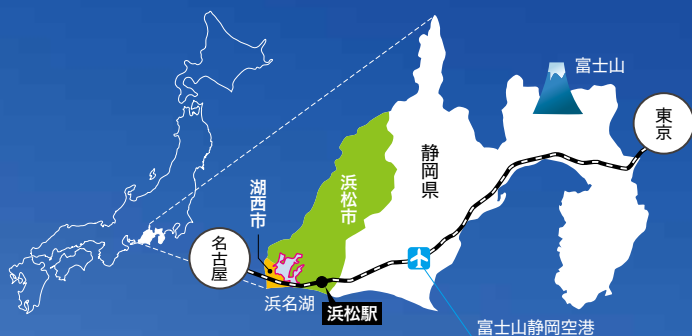 富士山
東京
静岡県
浜松市
湖西市
名古屋
浜名湖
浜松駅
富士山静岡空港